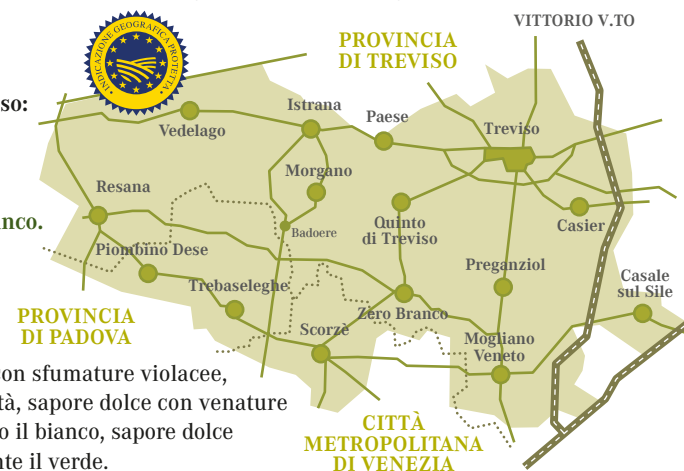 VITTORIO V.TO
INDICAZIONE GEOGRAFICA PROTETTA
PROVINCIA
DI TREVISO
so:
Istrana
Paese
Vedelago
Treviso
Morgano
Resana
nco.
Badoere
Quinto
di Treviso
Casier
Piombino Dese
Preganziol
Casale
sul Sile
Trebaseleghe
PROVINCIA
DI PADOVA
Zero Branco
Scorzè
Mogliano
Veneto
con sfumature violacee,
tà, sapore dolce con venature
o il bianco, sapore dolce
nte il verde.
CITTÀ
METROPOLITANA
DI VENEZIA